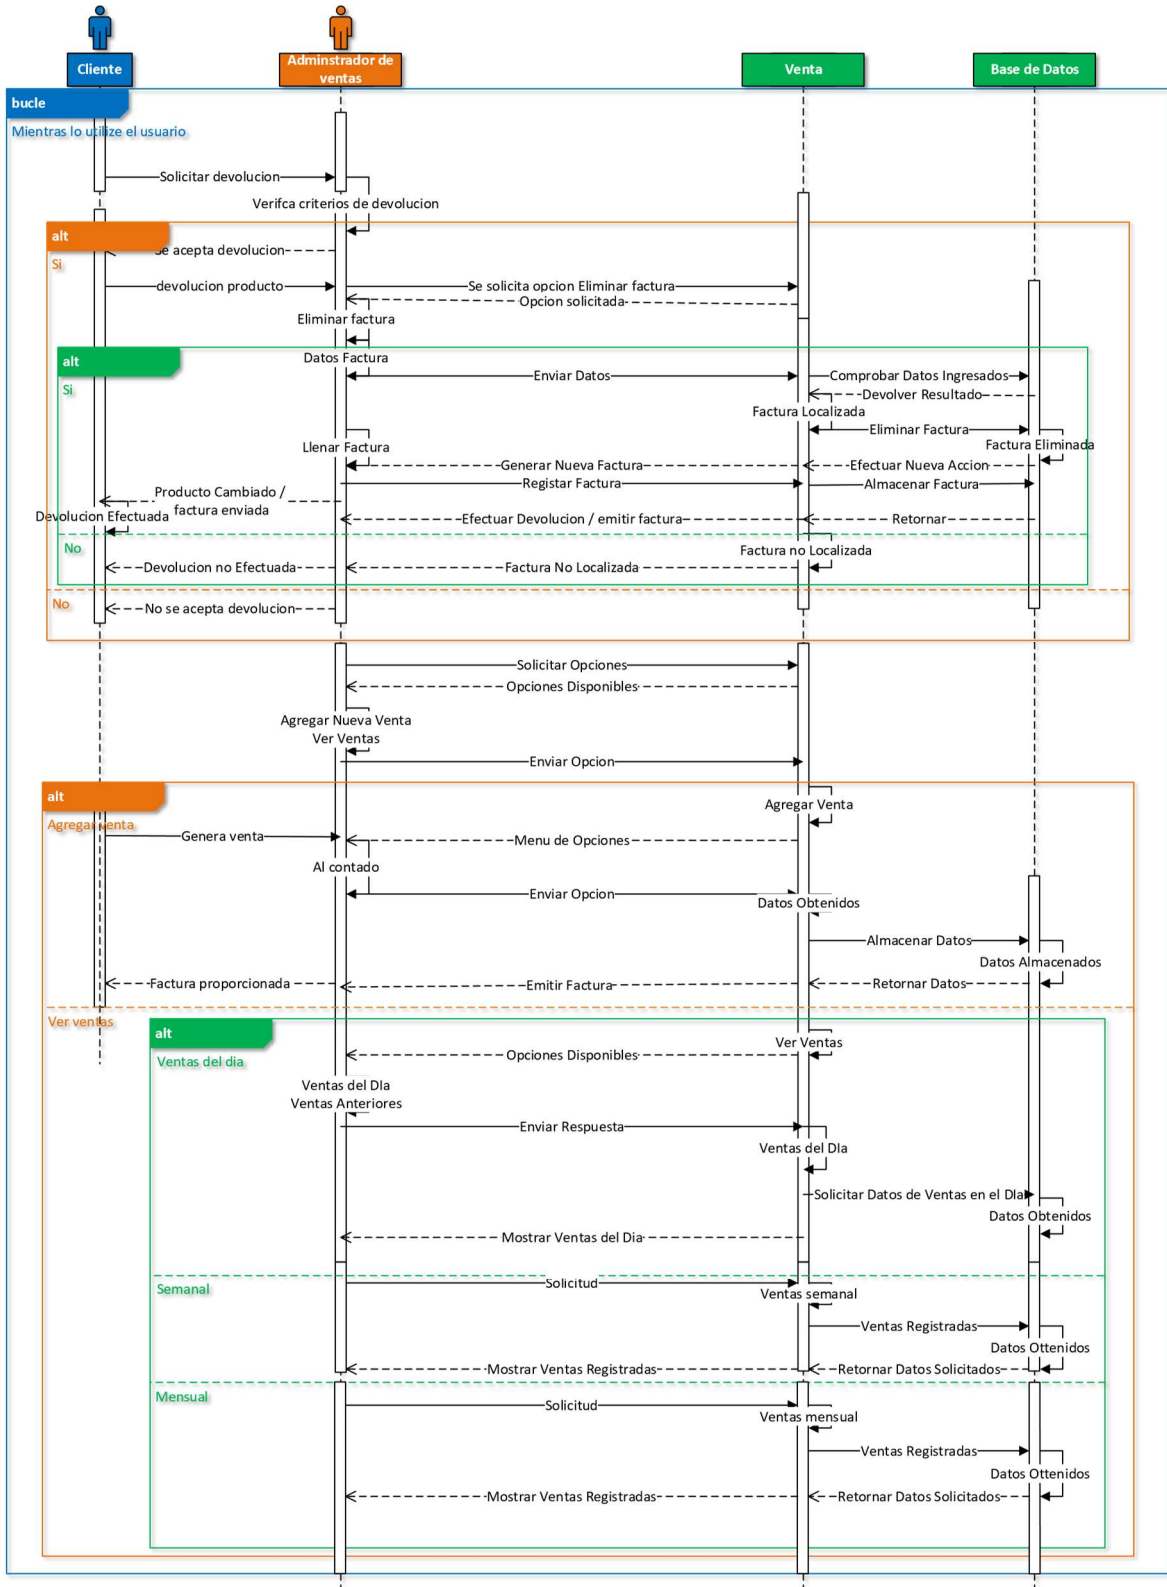 Cliente
Adminstrador de
ventas
Venta
Base de Datos
bucle
Mientras lo utilize el usuario
Solicitar devolucion
Verifca criterios de devolucion
alt
Se acepta devolucion
Si
devolucion producto
Se solicita opcion Eliminar factura
Opcion solicitada
Eliminar factura
Datos Factura
alt
Enviar Datos
Comprobar Datos Ingresados
Si
Devolver Resultado
Factura Localizada
Eliminar Factura
Llenar Factura
Factura Eliminada
Generar Nueva Factura
Efectuar Nueva Accion
Registar Factura
Almacenar Factura
Producto Cambiado /
factura enviada
Devolucion Efectuada
Efectuar Devolucion / emitir factura
Retornar
No
Factura no Localizada
Devolucion no Efectuada
Factura No Localizada
No
No se acepta devolucion
Solicitar Opciones
Opciones Disponibles
Agregar Nueva Venta
Ver Ventas
Enviar Opcion
alt
Agregar Venta
Agregar venta
Genera venta
Menu de Opciones
Al contado
Enviar Opcion
Datos Obtenidos
Almacenar Datos
Datos Almacenados
Factura proporcionada
Emitir Factura
Retornar Datos
Ver ventas
alt
Ver Ventas
Opciones Disponibles
Ventas del dia
Ventas del DIa
Ventas Anteriores
Enviar Respuesta
Ventas del DIa
Solicitar Datos de Ventas en el DIa
Datos Obtenidos
Mostrar Ventas del Dia
Semanal
Solicitud
Ventas semanal
Ventas Registradas
Datos Ottenidos
Mostrar Ventas Registradas
Retornar Datos Solicitados
Mensual
Solicitud
Ventas mensual
Ventas Registradas
Datos Ottenidos
Mostrar Ventas Registradas
Retornar Datos Solicitados